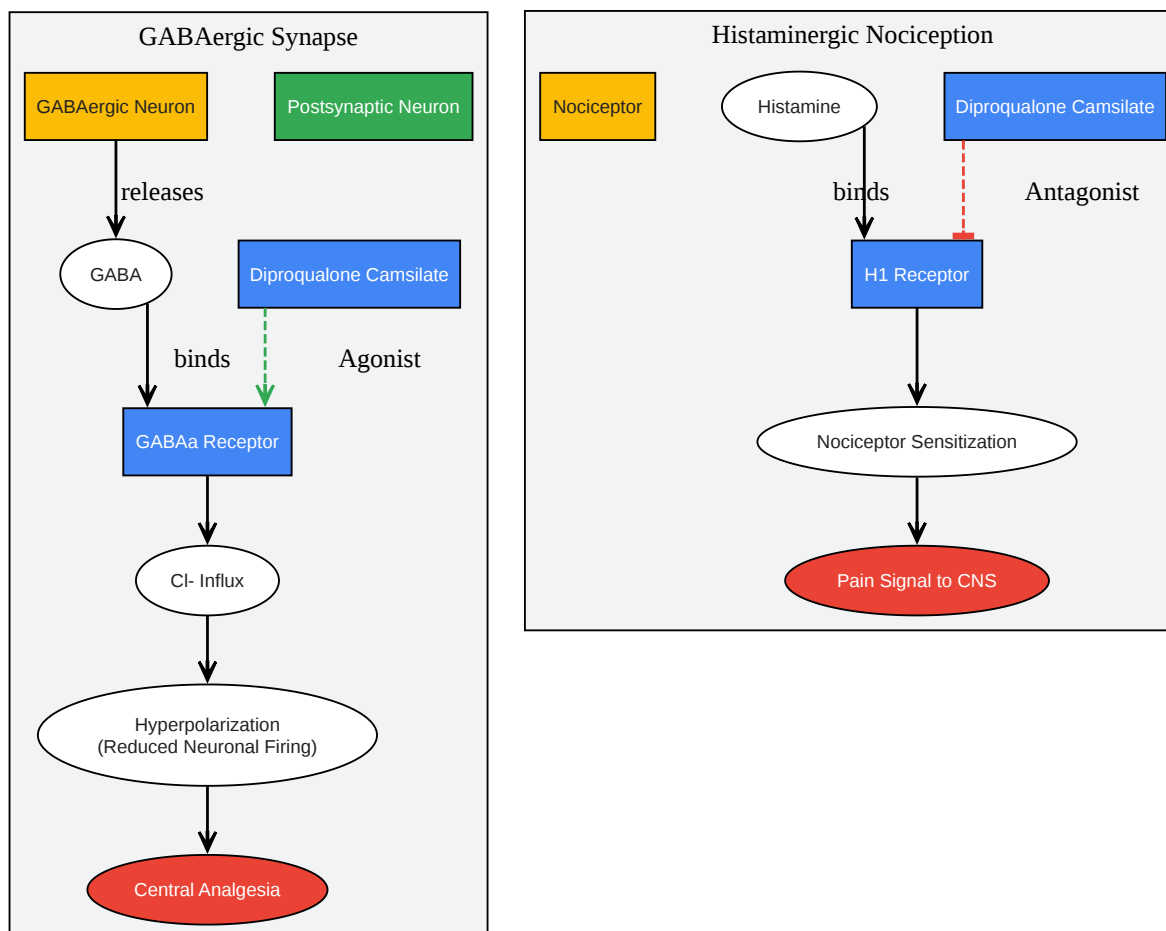 GABAergic Synapse
GABAergic Neuron
Postsynaptic Neuron
releases
GABA
Diproqualone Camsilate
binds
Agonist
GABAa Receptor
Cl- Influx
Hyperpolarization
(Reduced Neuronal Firing)
Central Analgesia
Histaminergic Nociception
Nociceptor
Histamine
Diproqualone Camsilate
binds
Antagonist
H1 Receptor
Nociceptor Sensitization
Pain Signal to CNS